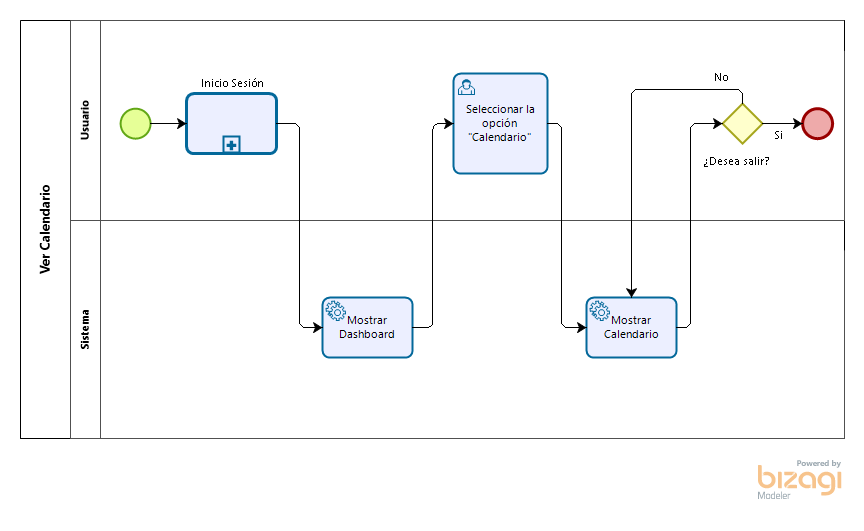 Ver Calendario
Usuario
Inicio Sesión
Seleccionar la
opción
"Calendario"
No
Si
¿Desea salir?
Sistema
Mostrar
Dashboard
Mostrar
Calendario
Powered by
bizagi
Modeler